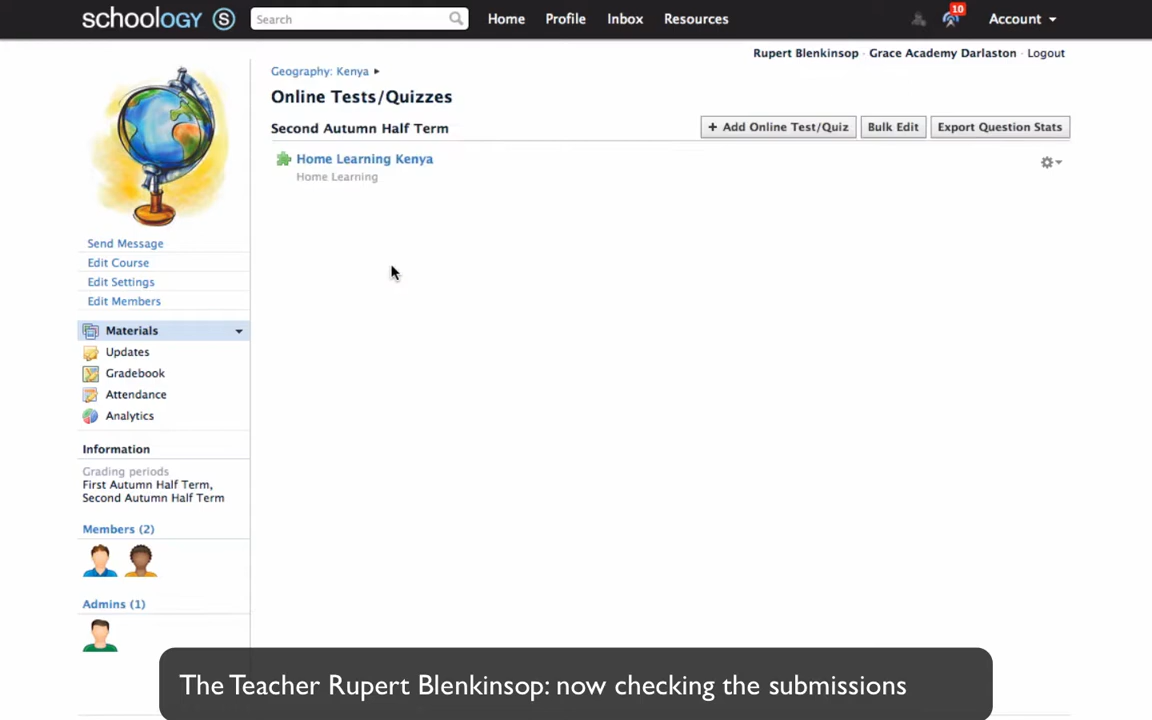 schoology S
Search
Home
Profile
Inbox
Resources
10
Account
Rupert Blenkinsop · Grace Academy Darlaston · Logout
Geography: Kenya
Online Tests/Quizzes
Second Autumn Half Term
+ Add Online Test/Quiz
Bulk Edit
Export Question Stats
Home Learning Kenya
Home Learning
Send Message
Edit Course
Edit Settings
Edit Members
Materials
Updates
Gradebook
Attendance
Analytics
Information
Grading periods
First Autumn Half Term,
Second Autumn Half Term
Members (2)
Admins (1)
The Teacher Rupert Blenkinsop: now checking the submissions